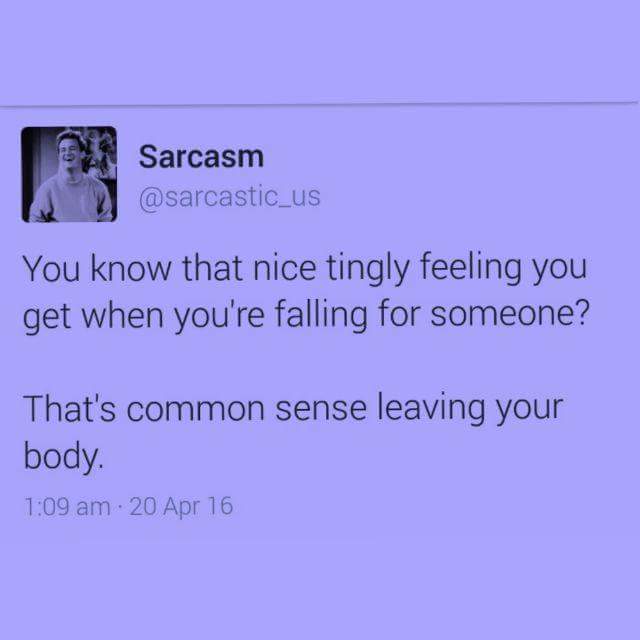 Sarcasm
@sarcastic_us
You know that nice tingly feeling you
get when you're falling for someone?
That's common sense leaving your
body.
1:09 am · 20 Apr 16